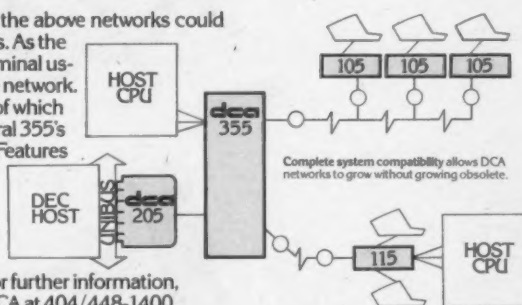 the above networks could
s. As the
minal us-
network.
of which
ral 355's
Features
or further information,
CA at 404/448-1400
HOST
CPU
dca
355
105
105
105
Complete system compatibility allows DCA
networks to grow without growing obsolete.
DEC
HOST
UNIBUS
dca
205
115
HOST
CPU